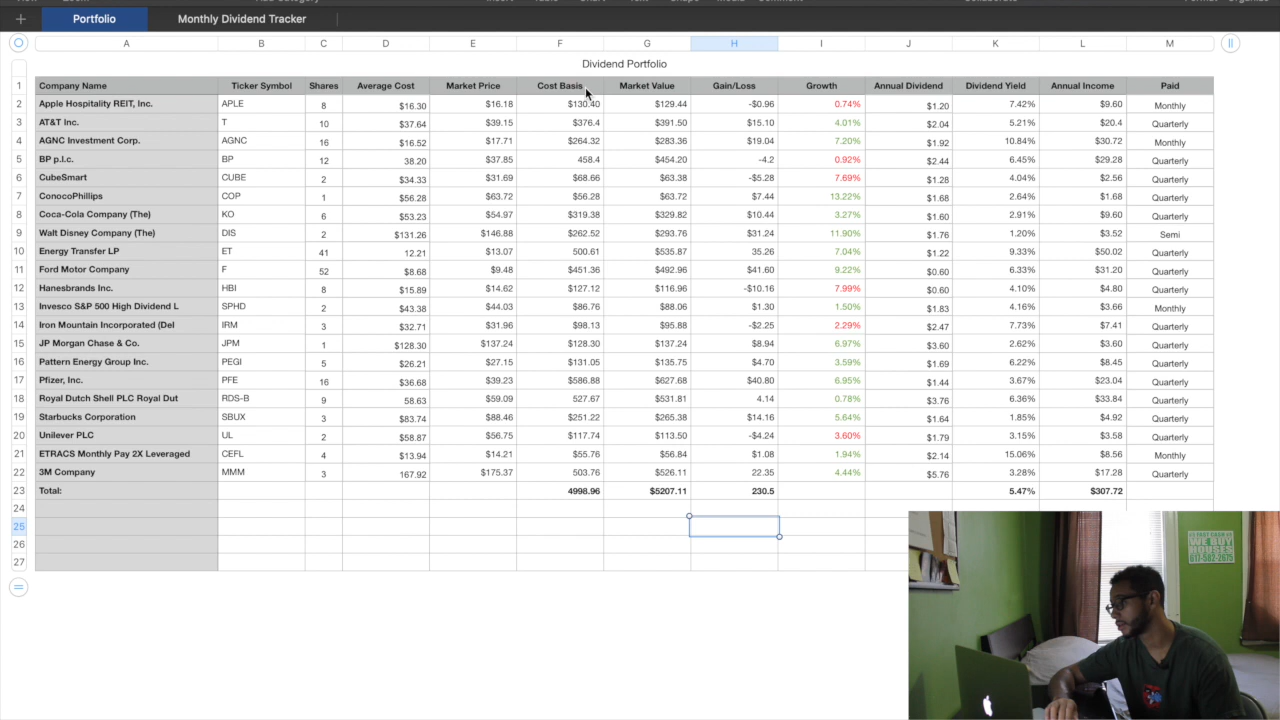 Portfolio Monthly Dividend Tracker
A B C D E F G H I J K L M
Dividend Portfolio
1 Company Name Ticker Symbol Shares Average Cost Market Price Cost Basis Market Value Gain/Loss Growth Annual Dividend Dividend Yield Annual Income Paid
2 Apple Hospitality REIT, Inc. APLE 8 $16.30 $16.18 $130.40 $129.44 -$0.96 0.74% $1.20 7.42% $9.60 Monthly
3 AT&T Inc. T 10 $37.64 $39.15 $376.4 $391.50 $15.10 4.01% $2.04 5.21% $20.4 Quarterly
4 AGNC Investment Corp. AGNC 16 $16.52 $17.71 $264.32 $283.36 $19.04 7.20% $1.92 10.84% $30.72 Monthly
5 BP p.l.c. BP 12 38.20 $37.85 458.4 $454.20 -4.2 0.92% $2.44 6.45% $29.28 Quarterly
6 CubeSmart CUBE 2 $34.33 $31.69 $68.66 $63.38 -$5.28 7.69% $1.28 4.04% $2.56 Quarterly
7 ConocoPhillips COP 1 $56.28 $63.72 $56.28 $63.72 $7.44 13.22% $1.68 2.64% $1.68 Quarterly
8 Coca-Cola Company (The) KO 6 $53.23 $54.97 $319.38 $329.82 $10.44 3.27% $1.60 2.91% $9.60 Quarterly
9 Walt Disney Company (The) DIS 2 $131.26 $146.88 $262.52 $293.76 $31.24 11.90% $1.76 1.20% $3.52 Semi
10 Energy Transfer LP ET 41 12.21 $13.07 500.61 $535.87 35.26 7.04% $1.22 9.33% $50.02 Quarterly
11 Ford Motor Company F 52 $8.68 $9.48 $451.36 $492.96 $41.60 9.22% $0.60 6.33% $31.20 Quarterly
12 Hanesbrands Inc. HBI 8 $15.89 $14.62 $127.12 $116.96 -$10.16 7.99% $0.60 4.10% $4.80 Quarterly
13 Invesco S&P 500 High Dividend L SPHD 2 $43.38 $44.03 $86.76 $88.06 $1.30 1.50% $1.83 4.16% $3.66 Monthly
14 Iron Mountain Incorporated (Del IRM 3 $32.71 $31.96 $98.13 $95.88 -$2.25 2.29% $2.47 7.73% $7.41 Quarterly
15 JP Morgan Chase & Co. JPM 1 $128.30 $137.24 $128.30 $137.24 $8.94 6.97% $3.60 2.62% $3.60 Quarterly
16 Pattern Energy Group Inc. PEGI 5 $26.21 $27.15 $131.05 $135.75 $4.70 3.59% $1.69 6.22% $8.45 Quarterly
17 Pfizer, Inc. PFE 16 $36.68 $39.23 $586.88 $627.68 $40.80 6.95% $1.44 3.67% $23.04 Quarterly
18 Royal Dutch Shell PLC Royal Dut RDS-B 9 58.63 $59.09 527.67 $531.81 4.14 0.78% $3.76 6.36% $33.84 Quarterly
19 Starbucks Corporation SBUX 3 $83.74 $88.46 $251.22 $265.38 $14.16 5.64% $1.64 1.85% $4.92 Quarterly
20 Unilever PLC UL 2 $58.87 $56.75 $117.74 $113.50 -$4.24 3.60% $1.79 3.15% $3.58 Quarterly
21 ETRACS Monthly Pay 2X Leveraged CEFL 4 $13.94 $14.21 $55.76 $56.84 $1.08 1.94% $2.14 15.06% $8.56 Monthly
22 3M Company MMM 3 167.92 $175.37 503.76 $526.11 22.35 4.44% $5.76 3.28% $17.28 Quarterly
23 Total: 4998.96 $5207.11 230.5 5.47% $307.72
24
25
26
27
WE BUY
HOUSES
617-582-2675